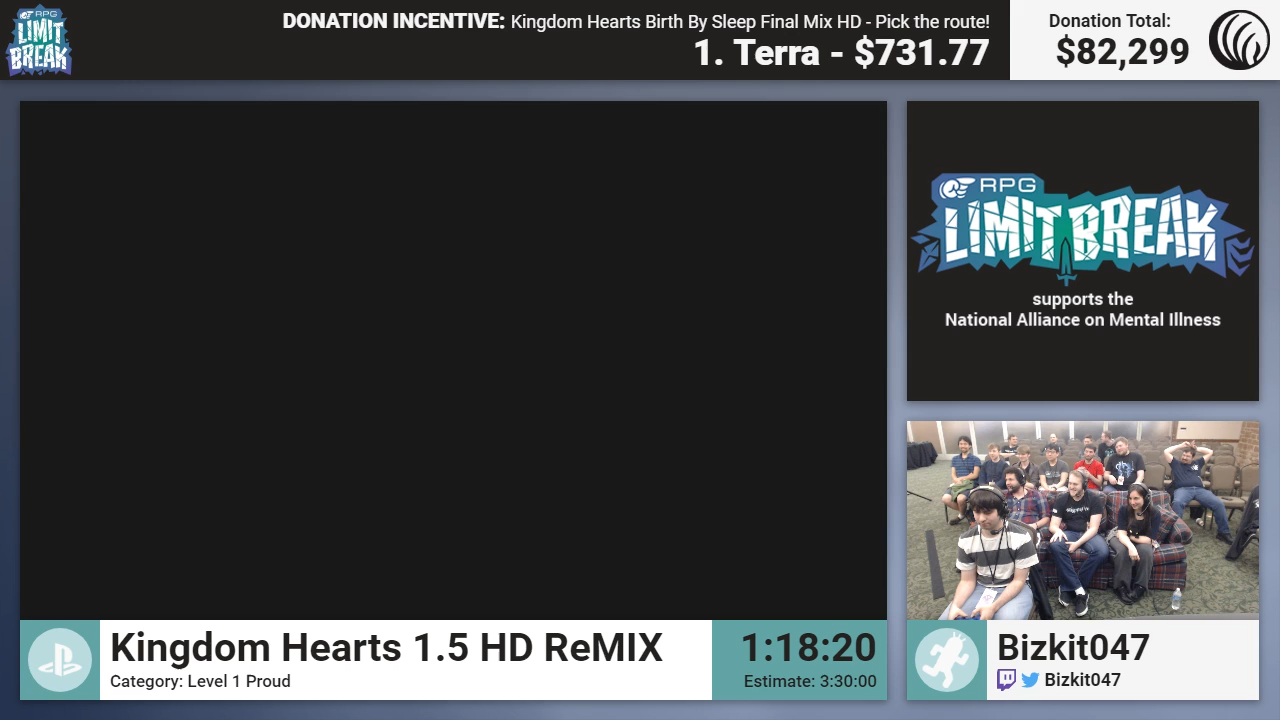 RPG
LIMIT
BREAK
DONATION INCENTIVE: Kingdom Hearts Birth By Sleep Final Mix HD - Pick the route!
1. Terra - $731.77
Donation Total:
$82,299
RPG
LIMIT BREAK
supports the
National Alliance on Mental Illness
Kingdom Hearts 1.5 HD ReMIX
Category: Level 1 Proud
1:18:20
Estimate: 3:30:00
Bizkit047
Bizkit047